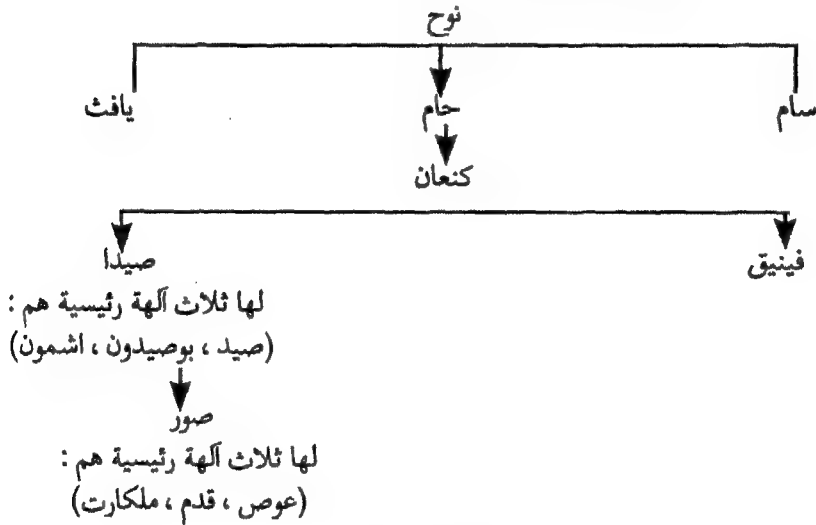 نوح
سام حام يافث
كنعان
فينيق صيدا
لها ثلاث آلهة رئيسية هم :
(صيد ، بوصيدون ، اشمون)
صور
لها ثلاث آلهة رئيسية هم :
(عوص ، قدم ، ملكارت)